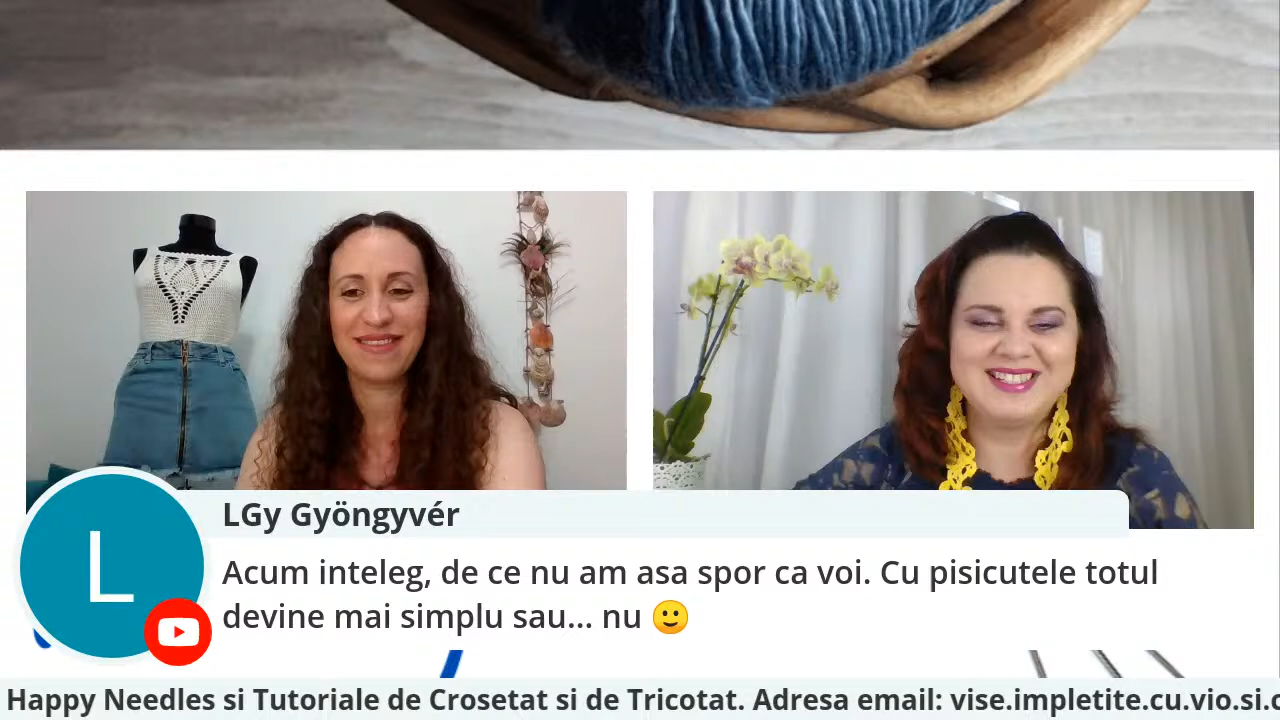 LGy Gyöngyvér
L
Acum inteleg, de ce nu am asa spor ca voi. Cu pisicutele totul
devine mai simplu sau... nu 🙂
Happy Needles si Tutoriale de Crosetat si de Tricotat. Adresa email: vise.impletite.cu.vio.si.